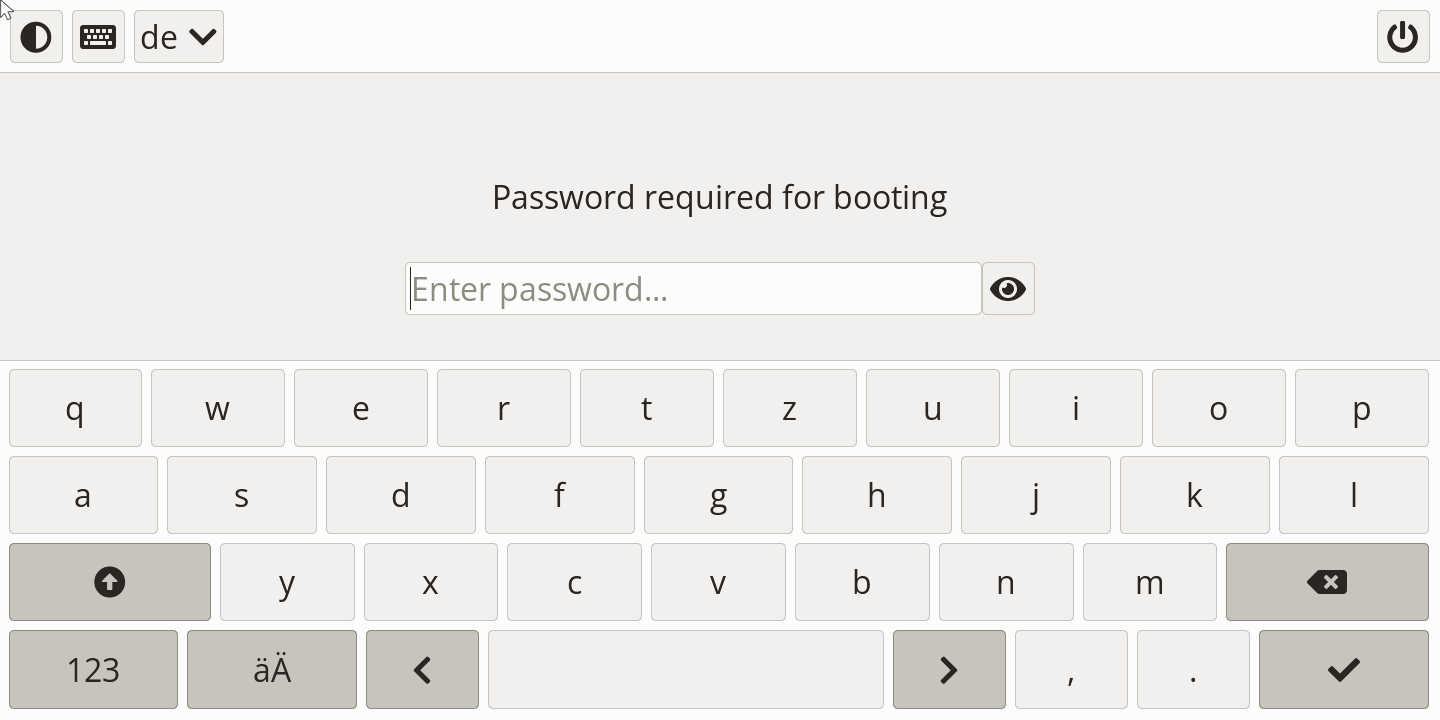 de
Password required for booting
Enter password...
q w e r t z u i o p
a s d f g h j k l
y x c v b n m
123 äÄ , .